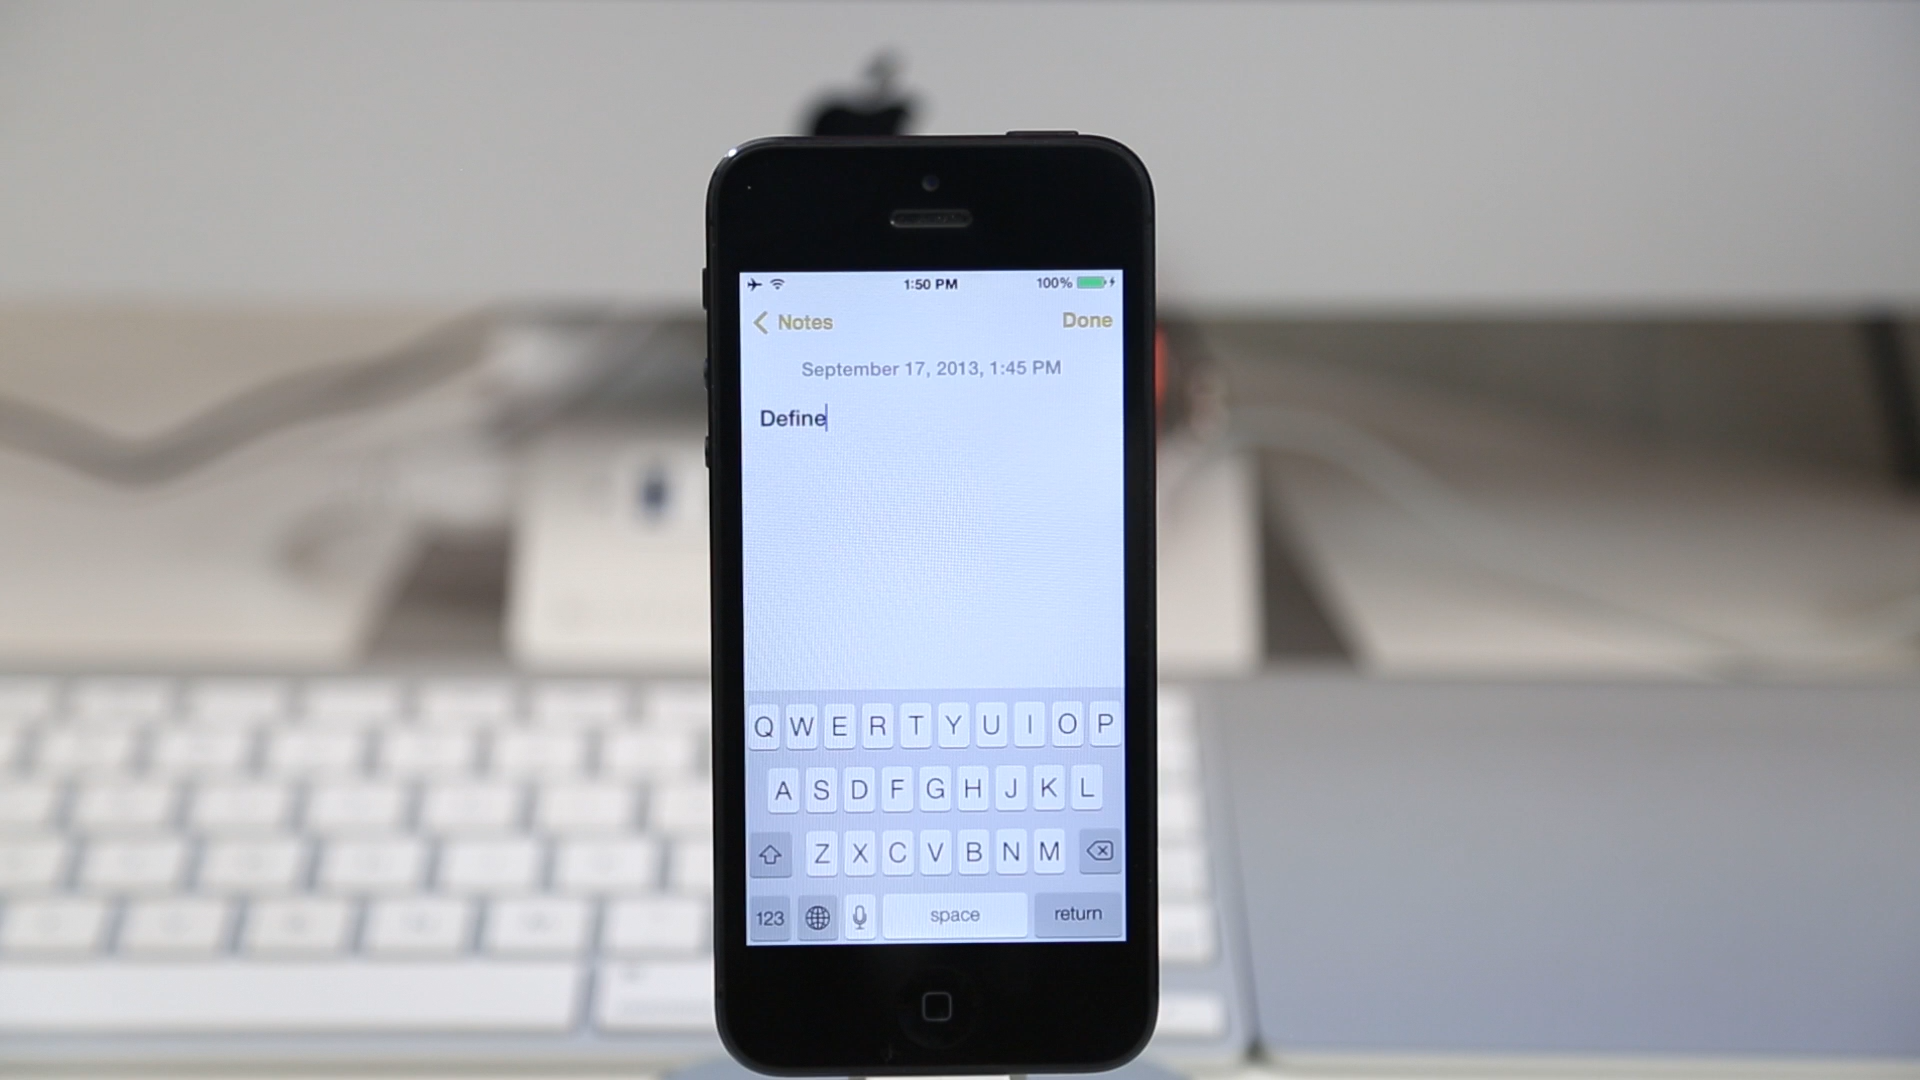 1:50 PM 100%
Notes Done
September 17, 2013, 1:45 PM
Define
Q W E R T Y U I O P
A S D F G H J K L
Z X C V B N M
123 space return